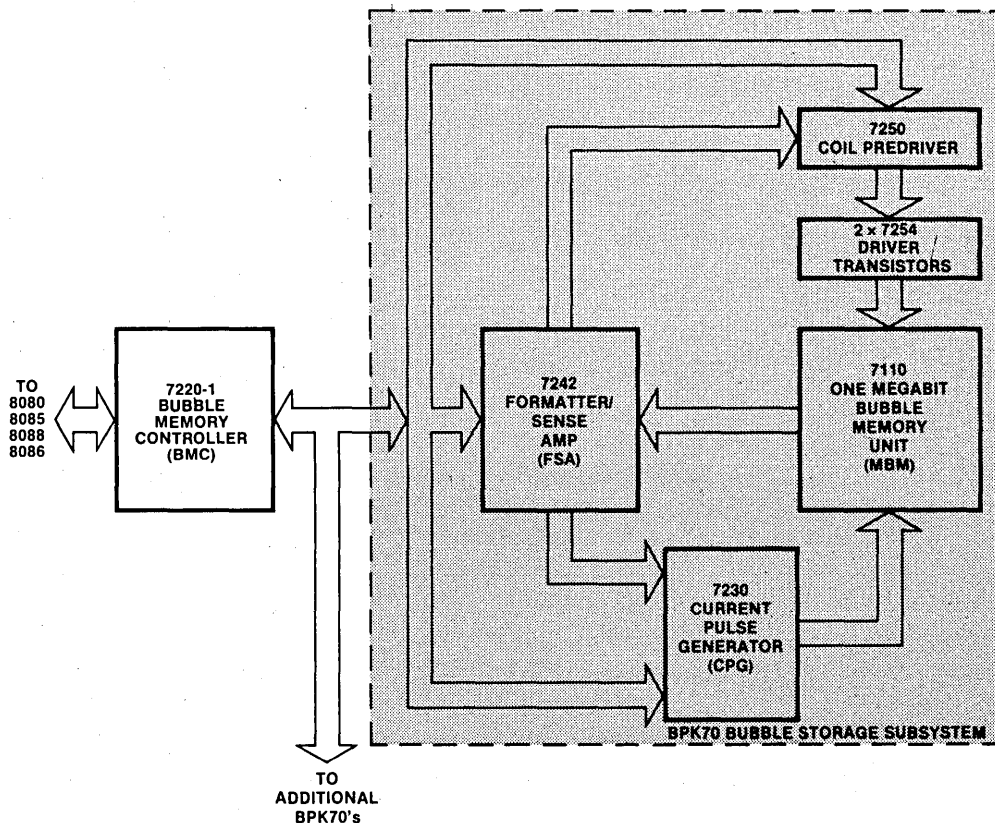 7250
COIL PREDRIVER
2 × 7254
DRIVER
TRANSISTORS
TO
8080
8085
8088
8086
7220-1
BUBBLE
MEMORY
CONTROLLER
(BMC)
7242
FORMATTER/
SENSE
AMP
(FSA)
7110
ONE MEGABIT
BUBBLE
MEMORY
UNIT
(MBM)
7230
CURRENT
PULSE
GENERATOR
(CPG)
BPK70 BUBBLE STORAGE SUBSYSTEM
TO
ADDITIONAL
BPK70's